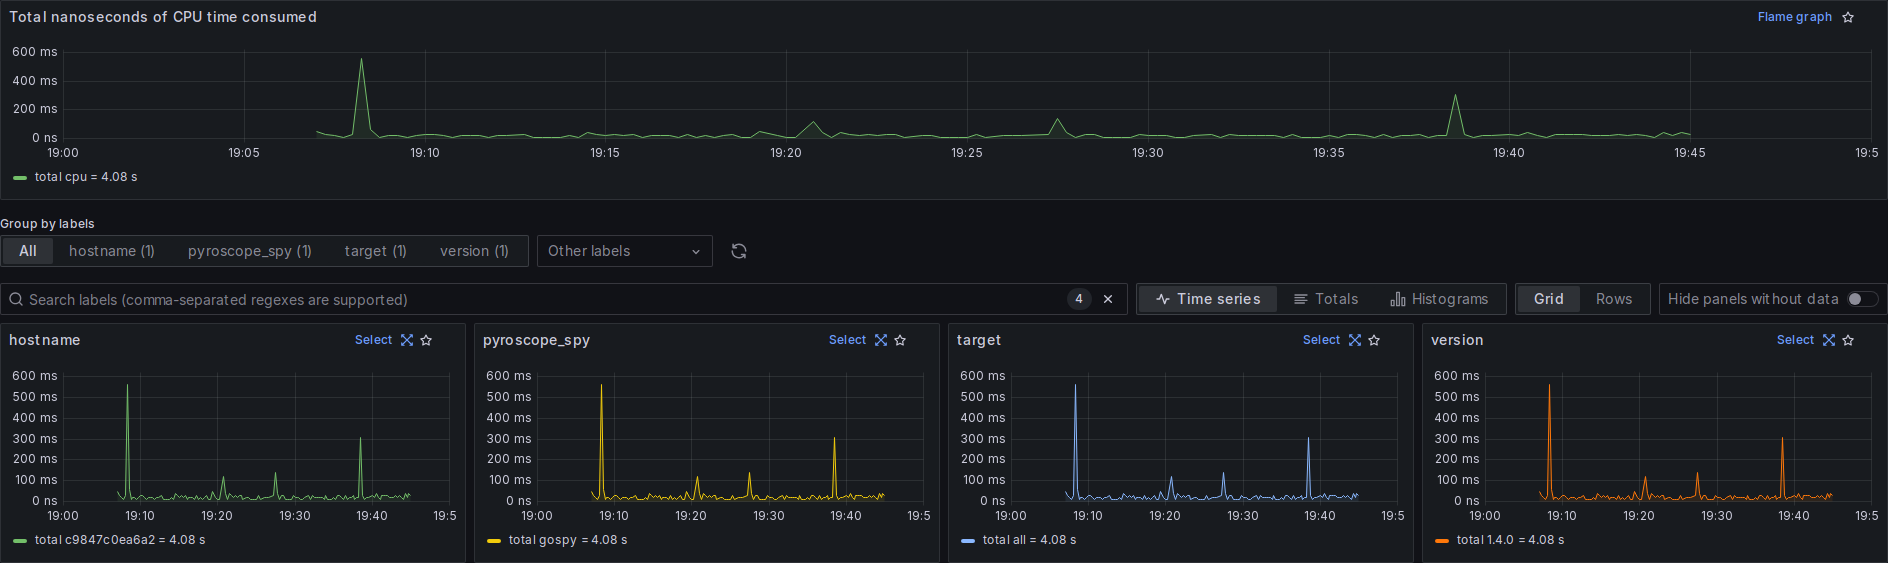 Total nanoseconds of CPU time consumed
Flame graph
600 ms
400 ms
200 ms
0 ns
19:00 19:05 19:10 19:15 19:20 19:25 19:30 19:35 19:40 19:45 19:5
total cpu = 4.08 s
Group by labels
All hostname (1) pyroscope_spy (1) target (1) version (1) Other labels
Search labels (comma-separated regexes are supported) 4 Time series Totals Histograms Grid Rows Hide panels without data
hostname Select
600 ms
500 ms
400 ms
300 ms
200 ms
100 ms
0 ns
19:00 19:10 19:20 19:30 19:40 19:5
total c9847c0ea6a2 = 4.08 s
pyroscope_spy Select
600 ms
500 ms
400 ms
300 ms
200 ms
100 ms
0 ns
19:00 19:10 19:20 19:30 19:40 19:5
total gospy = 4.08 s
target Select
600 ms
500 ms
400 ms
300 ms
200 ms
100 ms
0 ns
19:00 19:10 19:20 19:30 19:40 19:5
total all = 4.08 s
version Select
600 ms
500 ms
400 ms
300 ms
200 ms
100 ms
0 ns
19:00 19:10 19:20 19:30 19:40 19:5
total 1.4.0 = 4.08 s